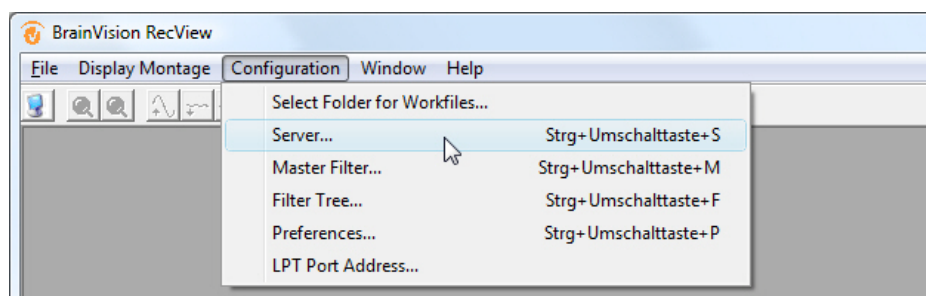 BrainVision RecView
File Display Montage Configuration Window Help
Select Folder for Workfiles...
Server... Strg+Umschalttaste+S
Master Filter... Strg+Umschalttaste+M
Filter Tree... Strg+Umschalttaste+F
Preferences... Strg+Umschalttaste+P
LPT Port Address...